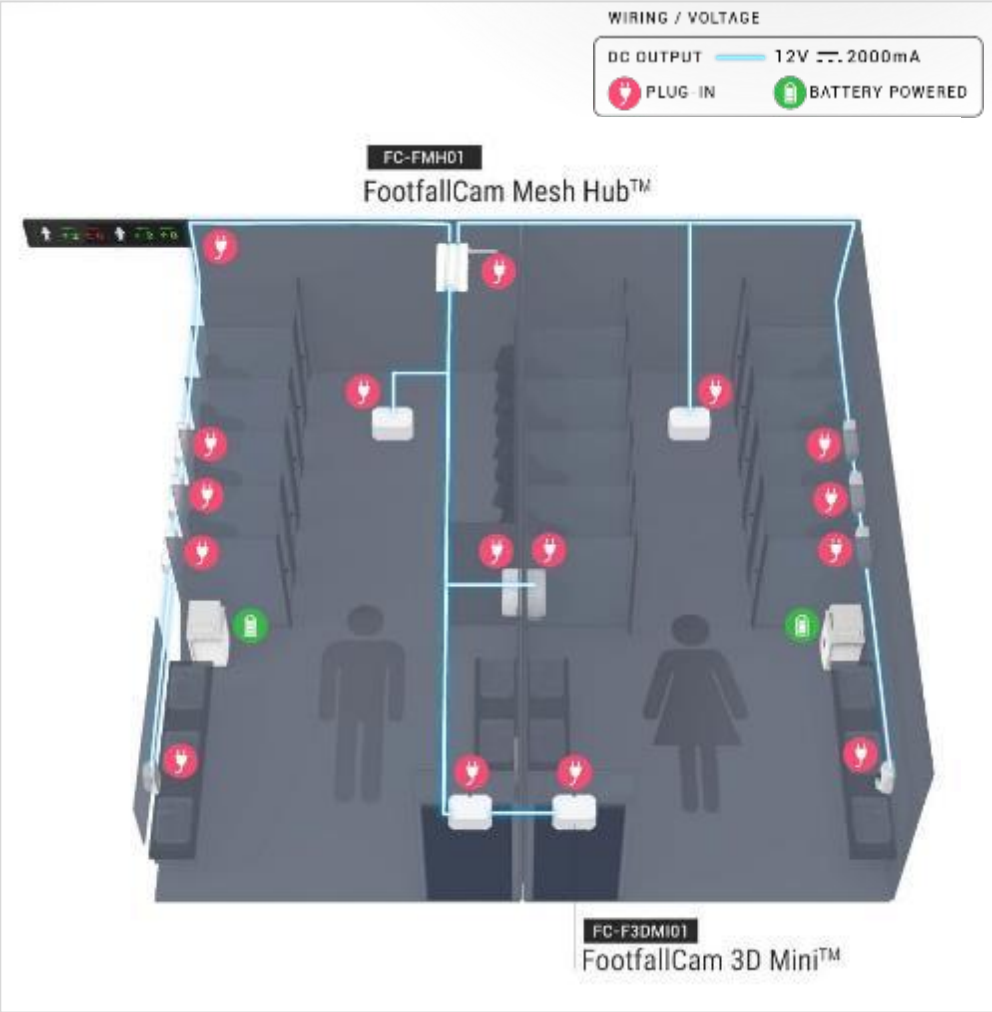 WIRING / VOLTAGE
DC OUTPUT 12V 2000mA
PLUG-IN BATTERY POWERED
FC-FMH01
FootfallCam Mesh Hub™
FC-F3DMI01
FootfallCam 3D Mini™